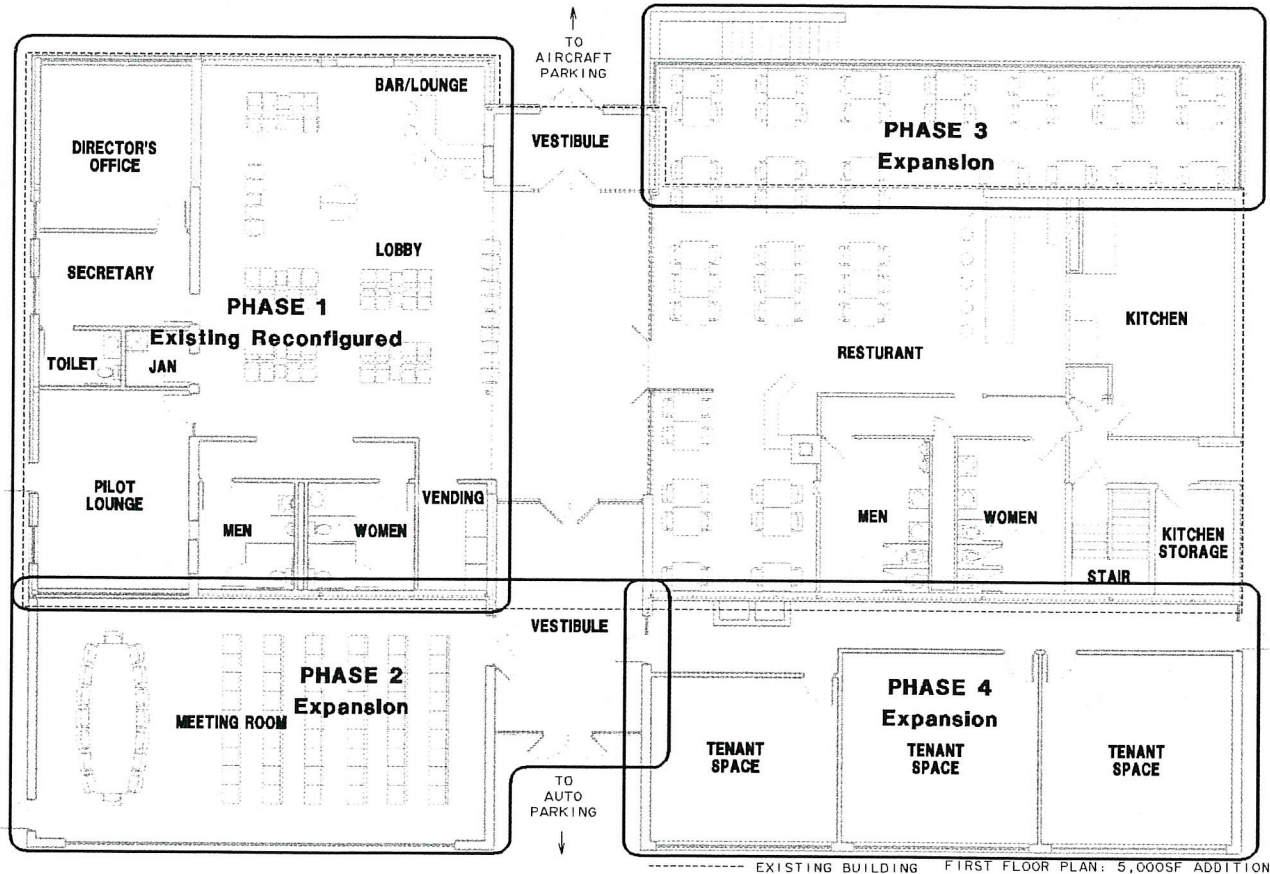 TO
AIRCRAFT
PARKING
BAR/LOUNGE
VESTIBULE
PHASE 3
Expansion
DIRECTOR'S
OFFICE
LOBBY
SECRETARY
PHASE 1
Existing Reconfigured
KITCHEN
TOILET
JAN
RESTURANT
PILOT
LOUNGE
VENDING
MEN
WOMEN
MEN
WOMEN
KITCHEN
STORAGE
STAIR
VESTIBULE
PHASE 2
Expansion
MEETING ROOM
PHASE 4
Expansion
TENANT
SPACE
TENANT
SPACE
TENANT
SPACE
TO
AUTO
PARKING
EXISTING BUILDING
FIRST FLOOR PLAN: 5,000SF ADDITION